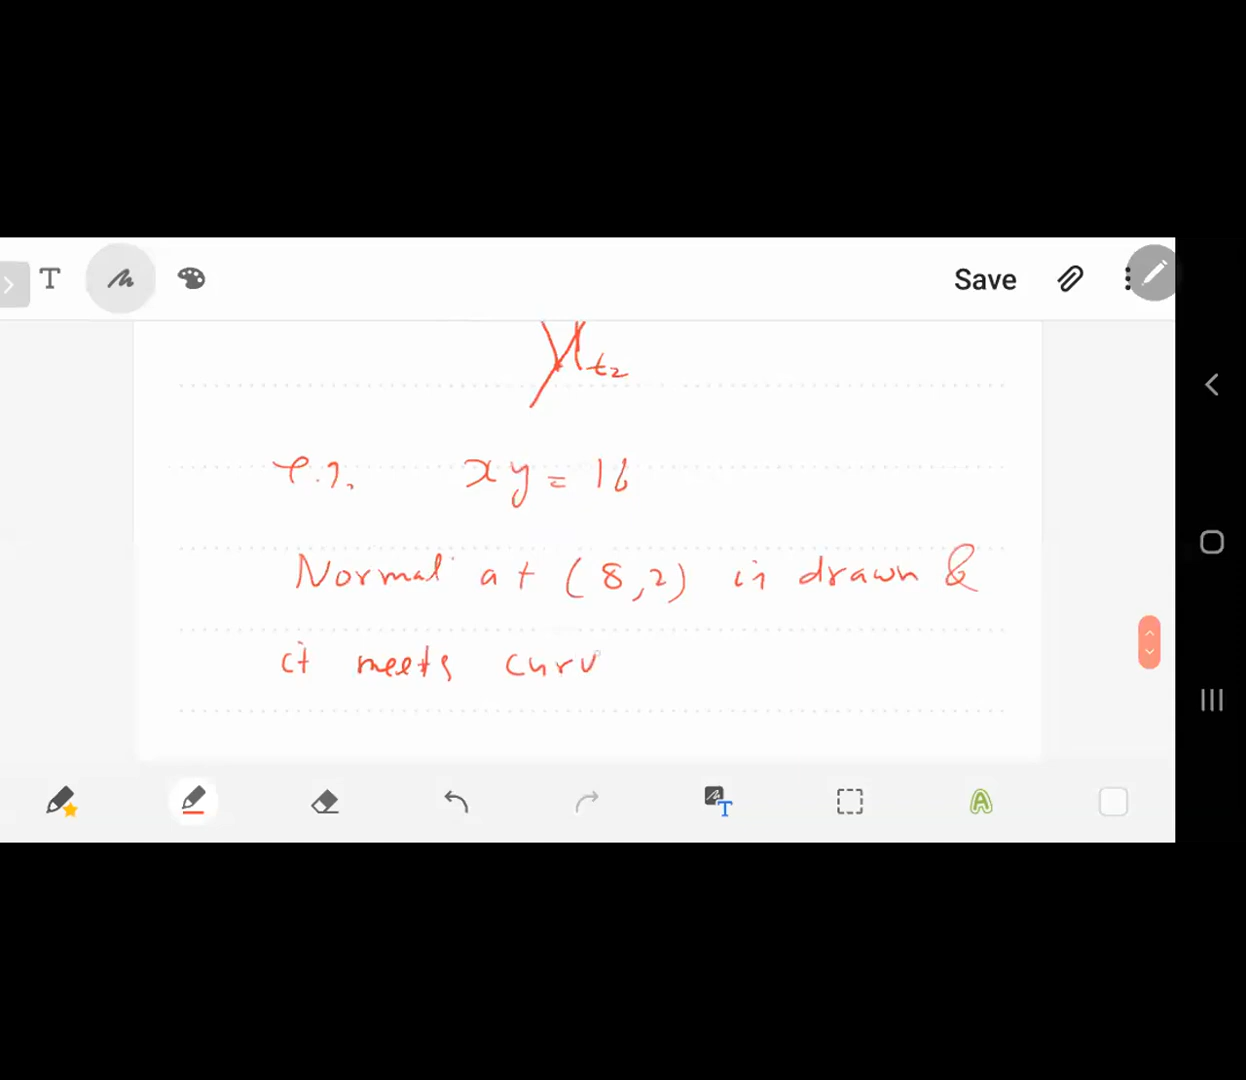 T
Save
t₂
e.g. xy = 16
Normal at (8,2) is drawn &
it meets curv
T
A